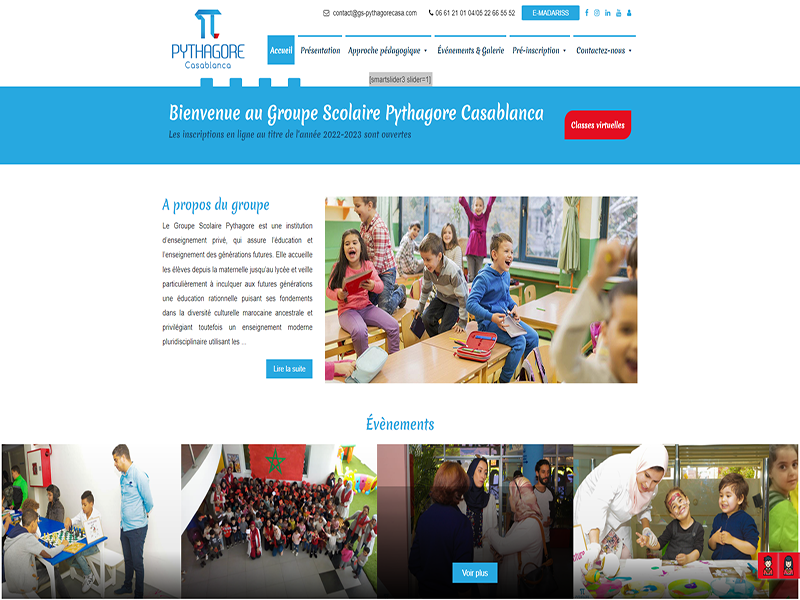 contact@gs-pythagorecasa.com
06 61 21 01 04/05 22 66 55 52
E-MADARISS
PYTHAGORE
Casablanca
Accueil
Présentation
Approche pédagogique
Événements & Galerie
Pré-inscription
Contactez-nous
[smartslider3 slider=1]
Bienvenue au Groupe Scolaire Pythagore Casablanca
Les inscriptions en ligne au titre de l'année 2022-2023 sont ouvertes
Classes virtuelles
A propos du groupe
Le Groupe Scolaire Pythagore est une institution
d'enseignement privé, qui assure l'éducation et
l'enseignement des générations futures. Elle accueille
les élèves depuis la maternelle jusqu'au lycée et veille
particulièrement à inculquer aux futures générations
une éducation rationnelle puisant ses fondements
dans la diversité culturelle marocaine ancestrale et
privilégiant toutefois un enseignement moderne
pluridisciplinaire utilisant les ...
Lire la suite
Évènements
Voir plus